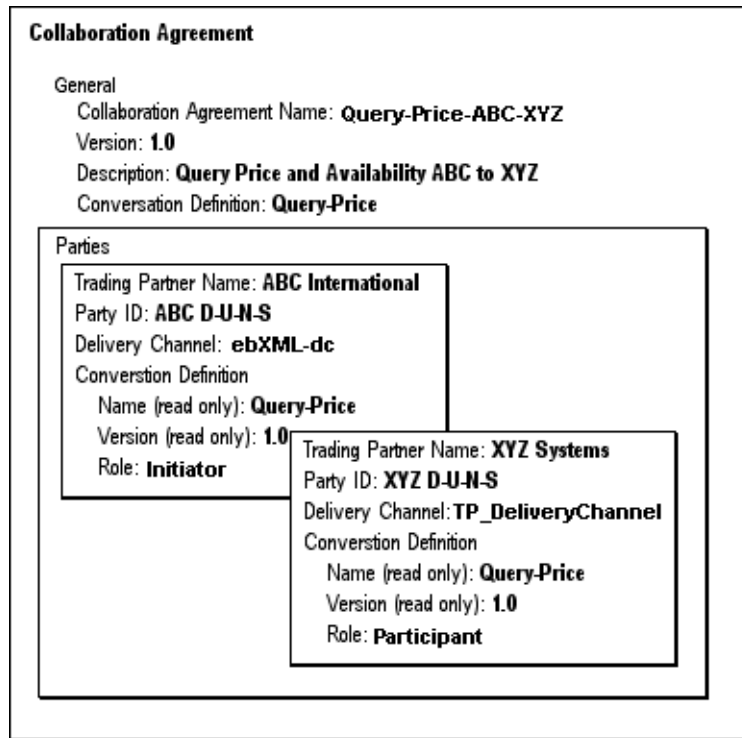 Collaboration Agreement
General
Collaboration Agreement Name: Query-Price-ABC-XYZ
Version: 1.0
Description: Query Price and Availability ABC to XYZ
Conversation Definition: Query-Price
Parties
Trading Partner Name: ABC International
Party ID: ABC D-U-N-S
Delivery Channel: ebXML-dc
Converstion Definition
Name (read only): Query-Price
Version (read only): 1.0
Role: Initiator
Trading Partner Name: XYZ Systems
Party ID: XYZ D-U-N-S
Delivery Channel:TP_DeliveryChannel
Converstion Definition
Name (read only): Query-Price
Version (read only): 1.0
Role: Participant